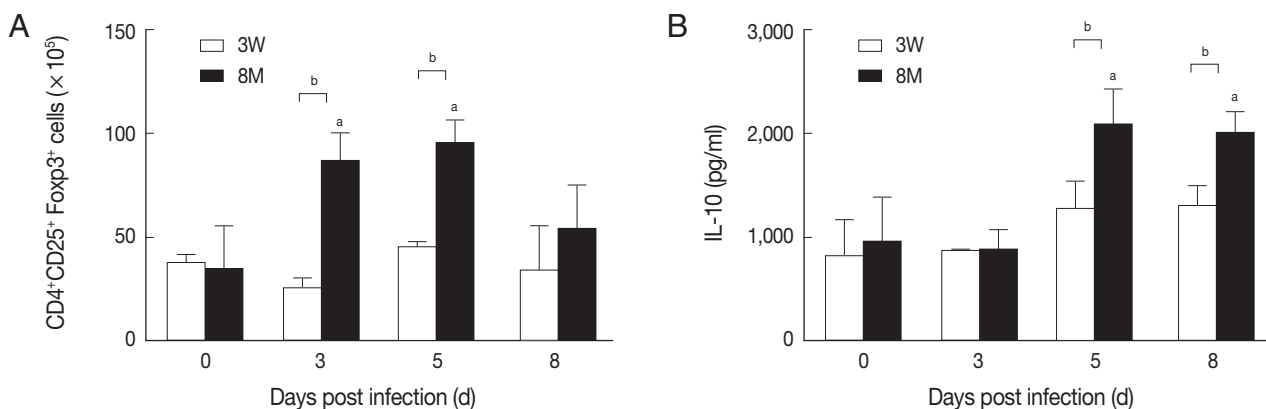 A
CD4⁺CD25⁺ Foxp3⁺ cells (× 10⁵)
150
100
50
0
3W
8M
b
a
b
a
0 3 5 8
Days post infection (d)
B
IL-10 (pg/ml)
3,000
2,000
1,000
0
3W
8M
b
a
b
a
0 3 5 8
Days post infection (d)